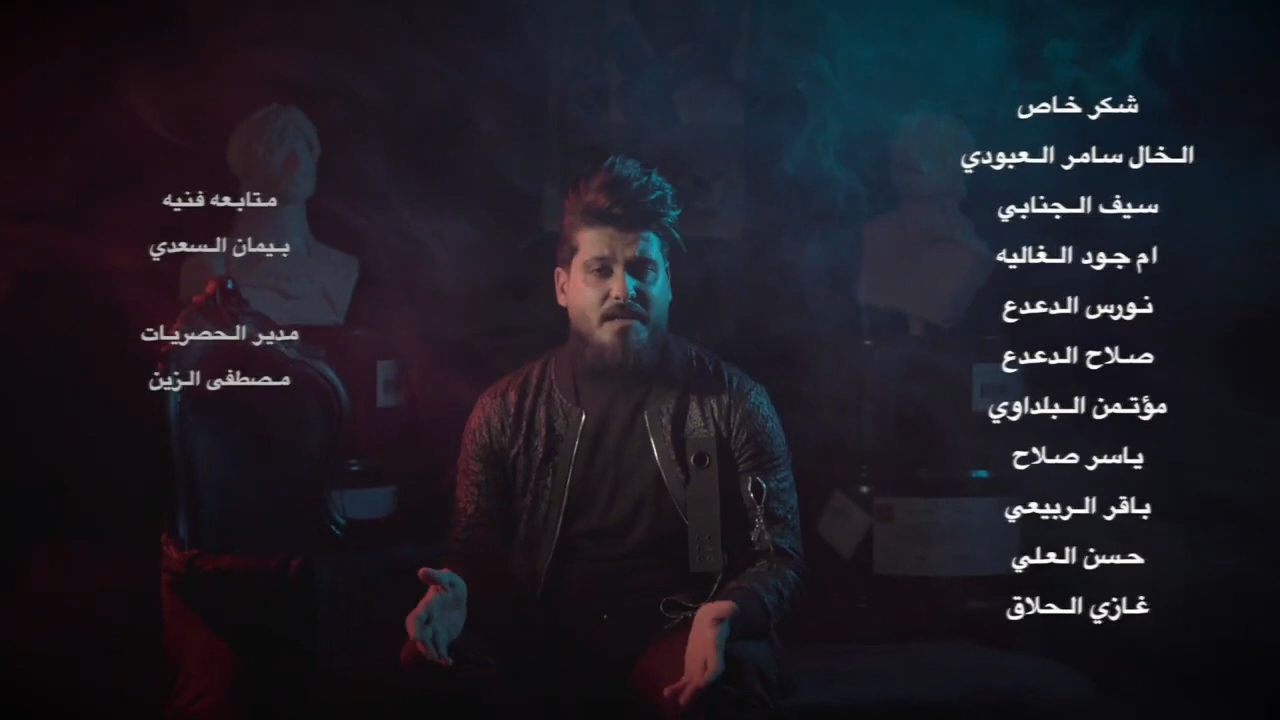 شكر خاص
الخال سامر العبودي
سيف الجنابي
ام جود الغاليه
نورس الدعدع
صلاح الدعدع
مؤتمن البلداوي
ياسر صلاح
باقر الربيعي
حسن العلي
غازي الحلاق
متابعه فنيه
بيمان السعدي
مدير الحصريات
مصطفى الزين